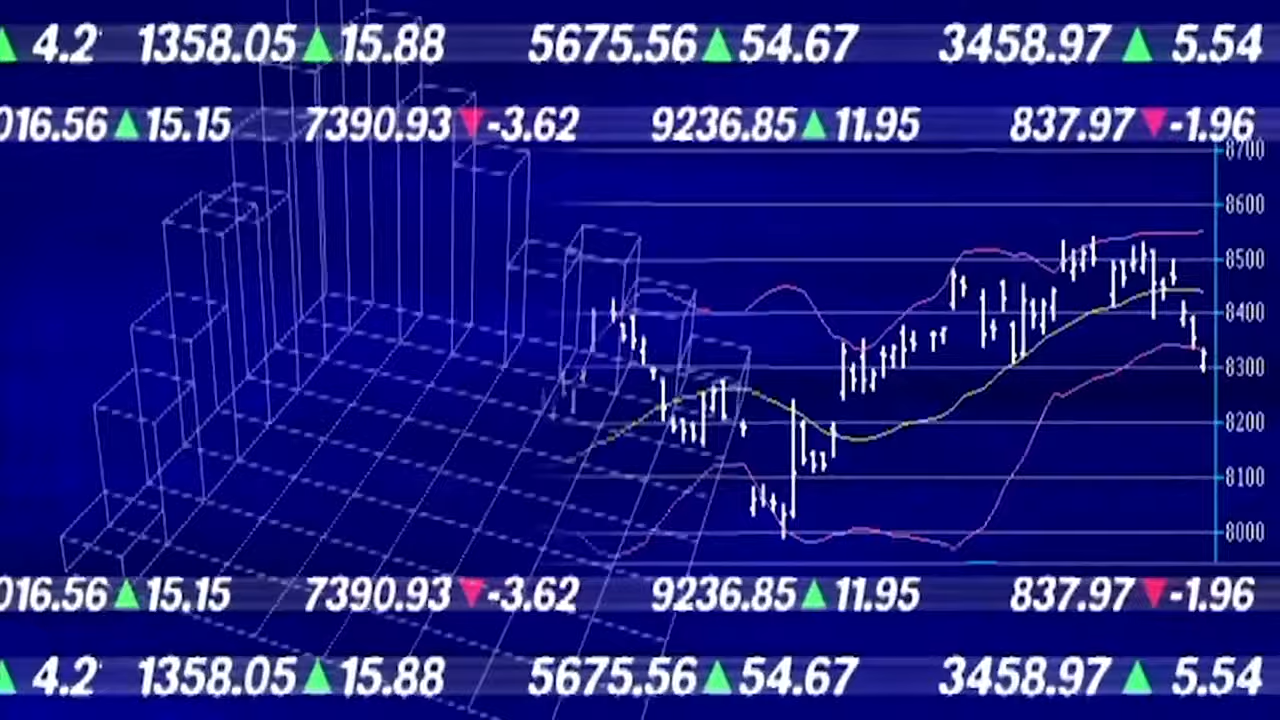 ▲ 4.2 1358.05 ▲ 15.88 5675.56 ▲ 54.67 3458.97 ▲ 5.54
016.56 ▲ 15.15 7390.93 ▼ -3.62 9236.85 ▲ 11.95 837.97 ▼ -1.96
8700
8600
8500
8400
8300
8200
8100
8000
016.56 ▲ 15.15 7390.93 ▼ -3.62 9236.85 ▲ 11.95 837.97 ▼ -1.96
▲ 4.2 1358.05 ▲ 15.88 5675.56 ▲ 54.67 3458.97 ▲ 5.54